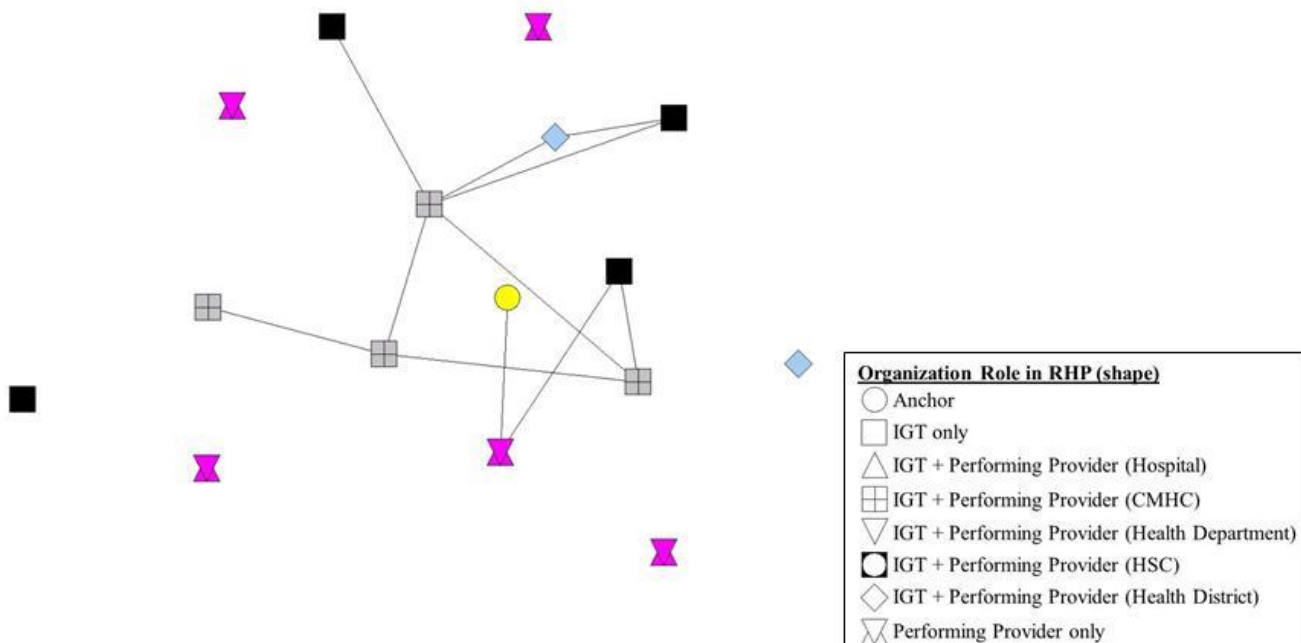 Organization Role in RHP (shape)
Anchor
IGT only
IGT + Performing Provider (Hospital)
IGT + Performing Provider (CMHC)
IGT + Performing Provider (Health Department)
IGT + Performing Provider (HSC)
IGT + Performing Provider (Health District)
Performing Provider only